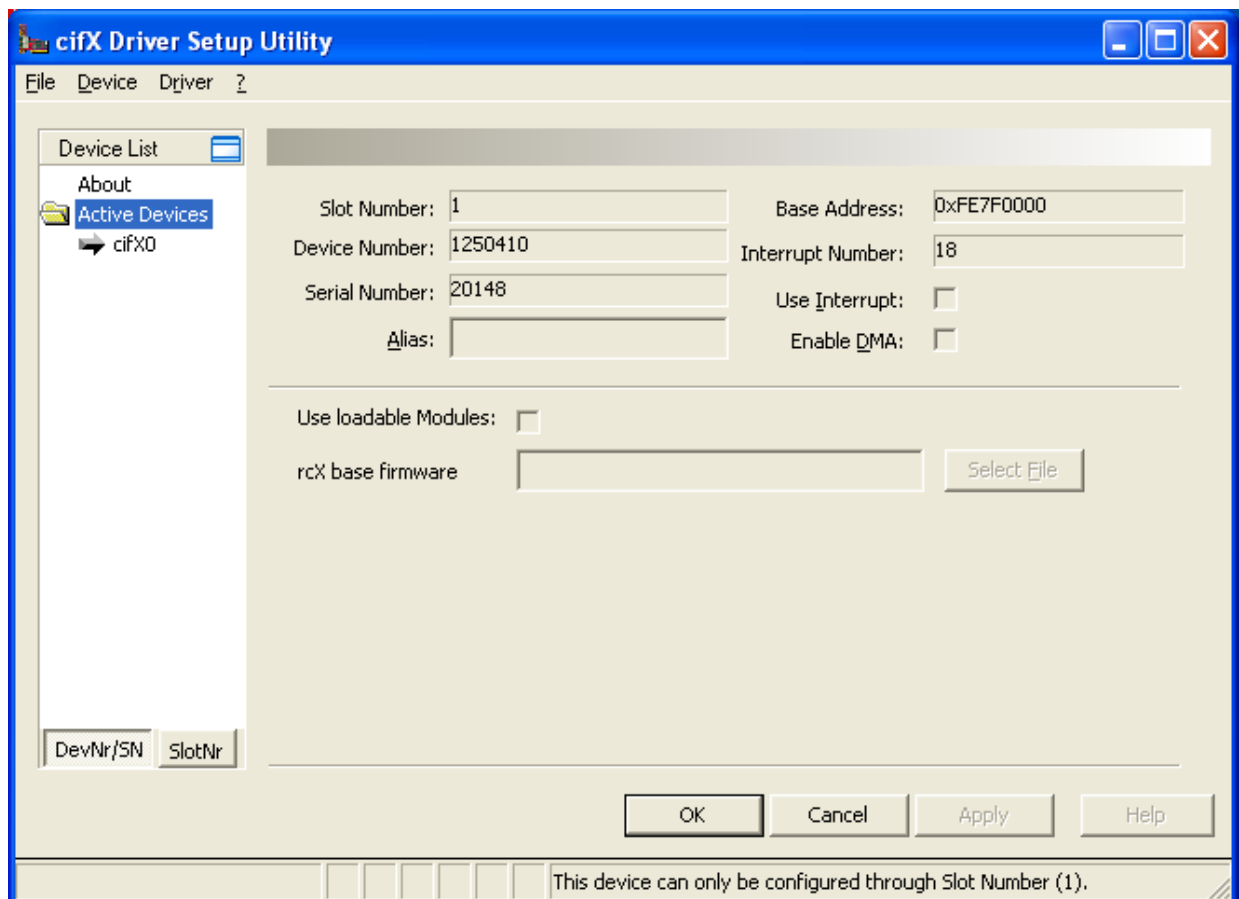 cifX Driver Setup Utility
File Device Driver ?
Device List
About
Active Devices
cifX0
DevNr/SN SlotNr
Slot Number: 1
Device Number: 1250410
Serial Number: 20148
Alias:
Base Address: 0xFE7F0000
Interrupt Number: 18
Use Interrupt:
Enable DMA:
Use loadable Modules:
rcX base firmware
Select File
OK Cancel Apply Help
This device can only be configured through Slot Number (1).